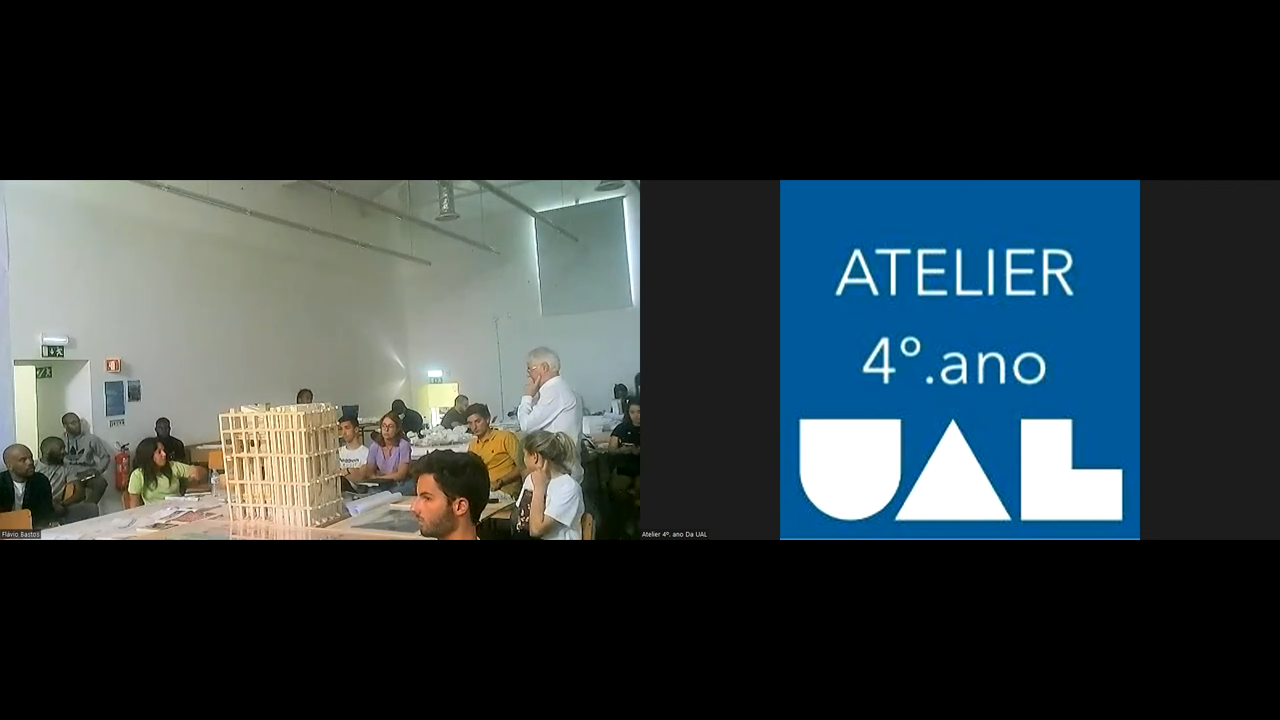 ATELIER
4º.ano
UAL
Flávio Bastos
Atelier 4º. ano Da UAL